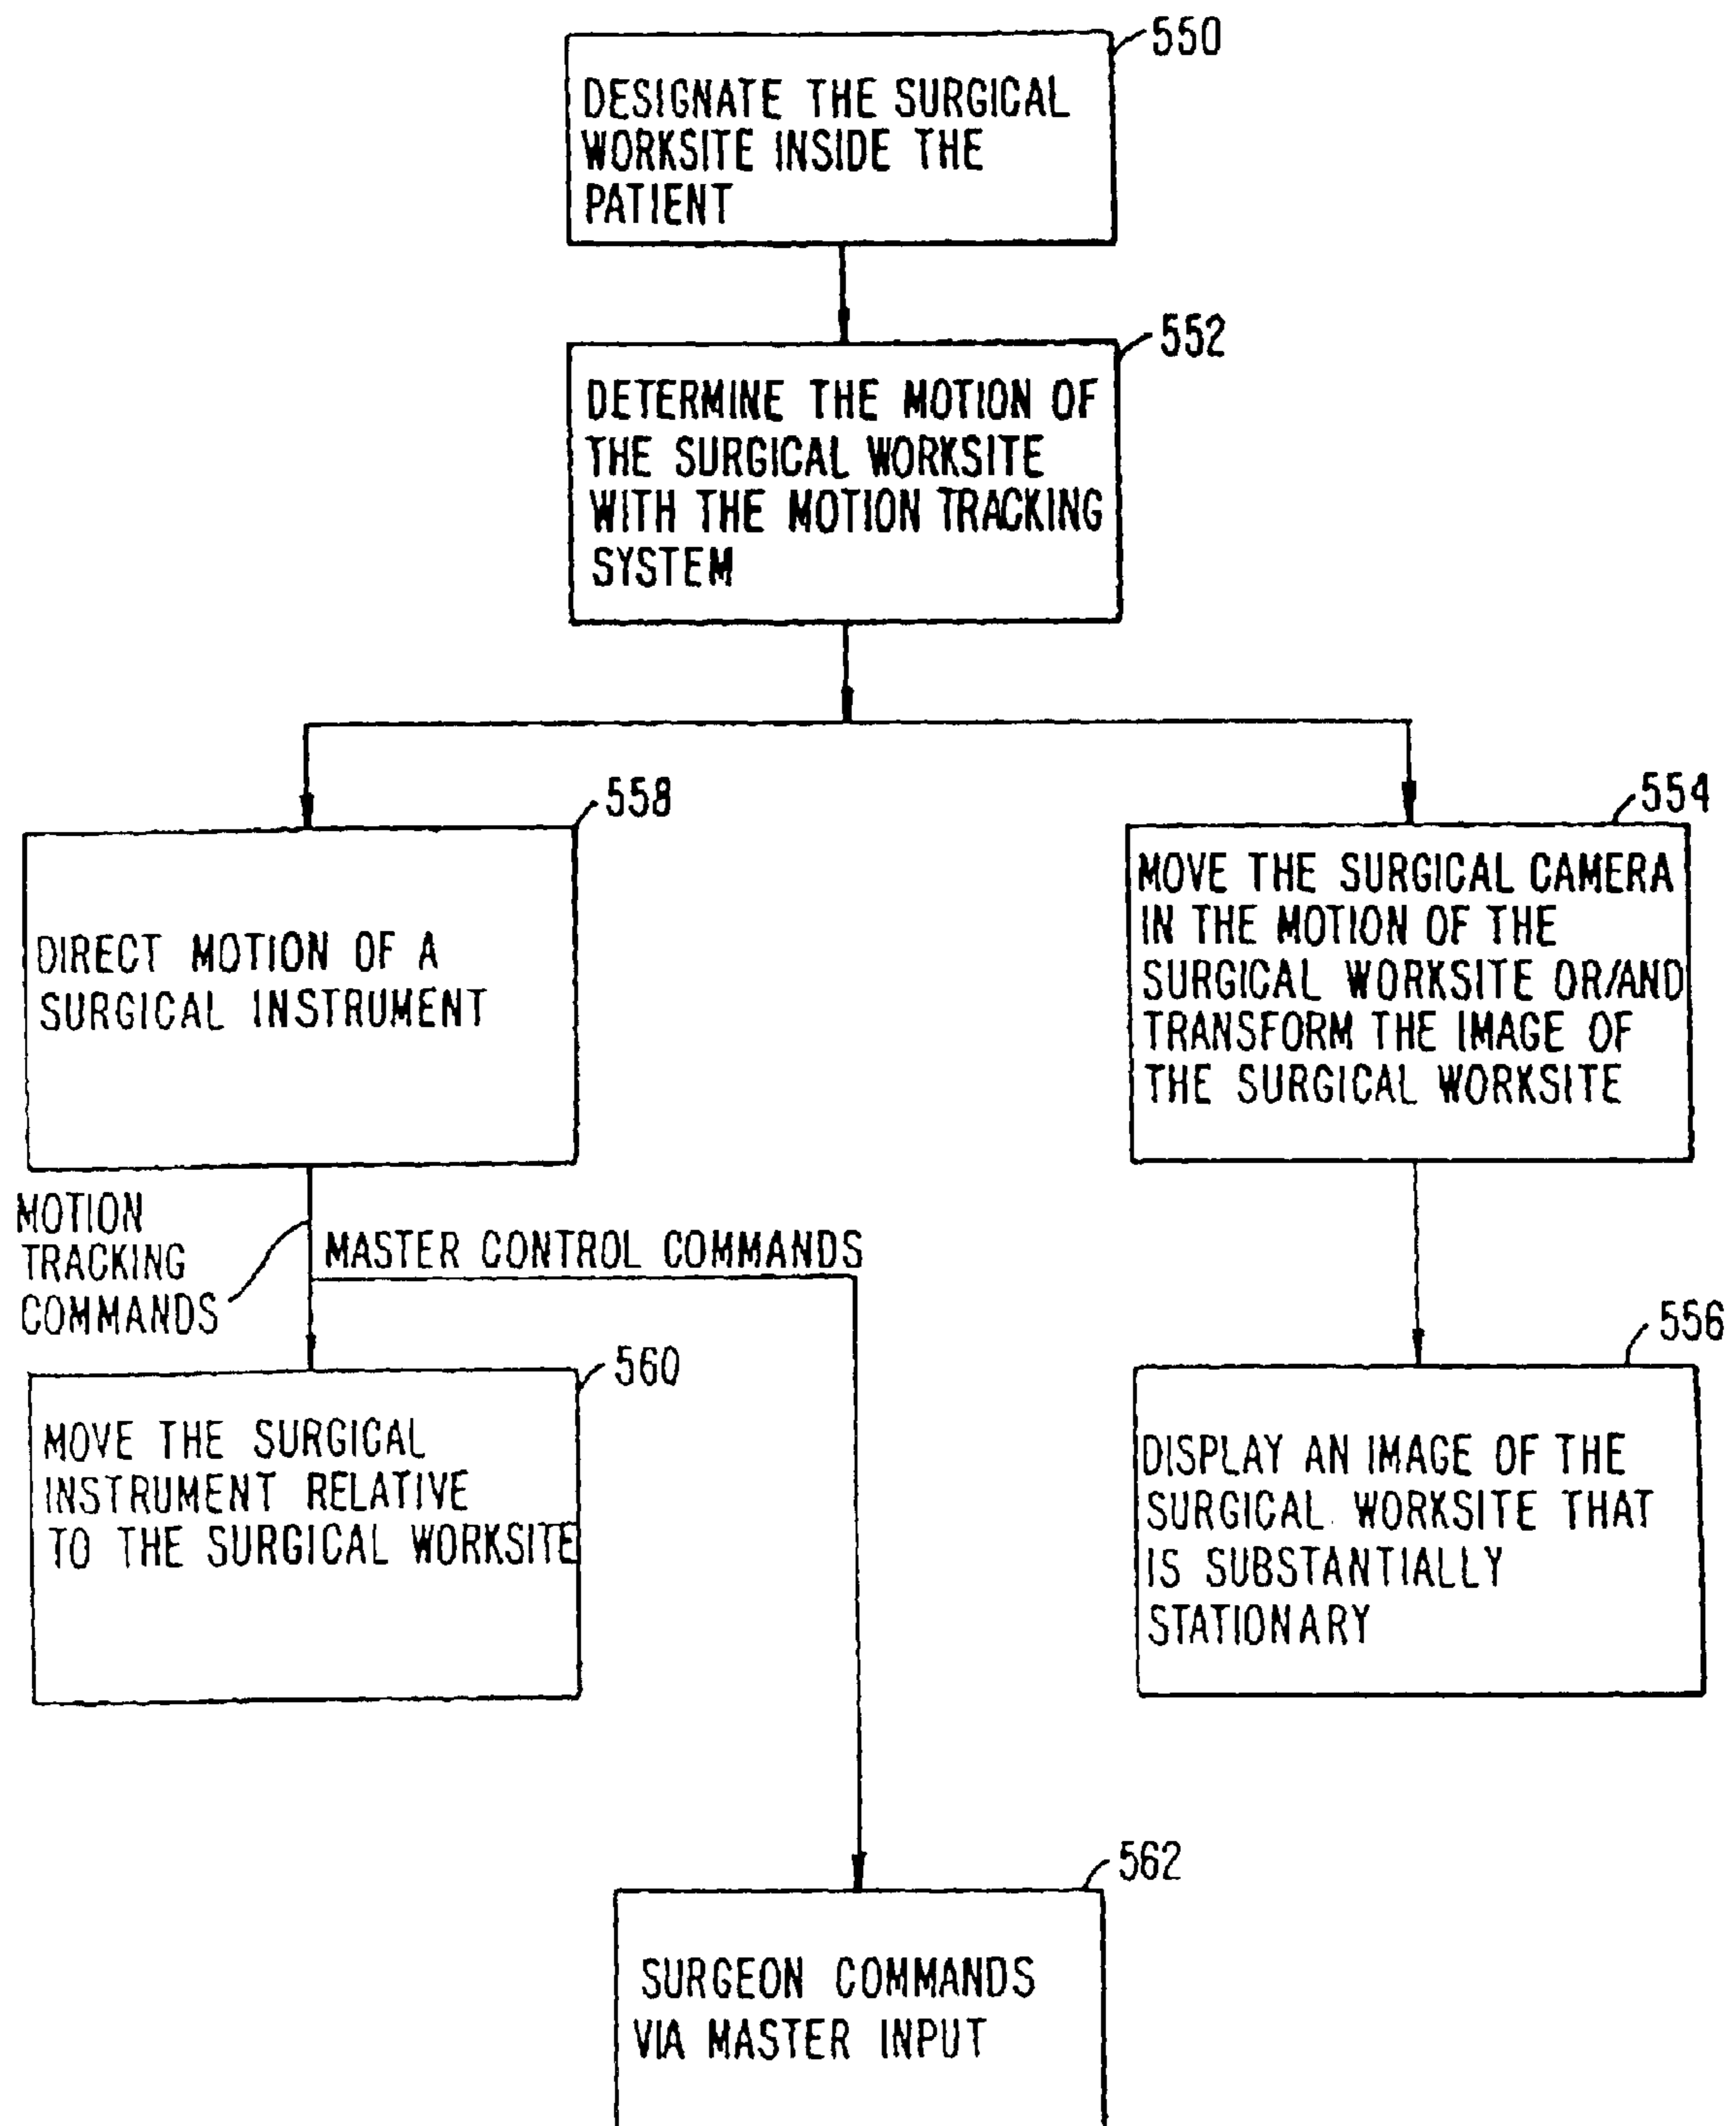 550
DESIGNATE THE SURGICAL
WORKSITE INSIDE THE
PATIENT
552
DETERMINE THE MOTION OF
THE SURGICAL WORKSITE
WITH THE MOTION TRACKING
SYSTEM
558
DIRECT MOTION OF A
SURGICAL INSTRUMENT
554
MOVE THE SURGICAL CAMERA
IN THE MOTION OF THE
SURGICAL WORKSITE OR/AND
TRANSFORM THE IMAGE OF
THE SURGICAL WORKSITE
MOTION
TRACKING
COMMANDS
MASTER CONTROL COMMANDS
560
MOVE THE SURGICAL
INSTRUMENT RELATIVE
TO THE SURGICAL WORKSITE
556
DISPLAY AN IMAGE OF THE
SURGICAL WORKSITE THAT
IS SUBSTANTIALLY
STATIONARY
562
SURGEON COMMANDS
VIA MASTER INPUT